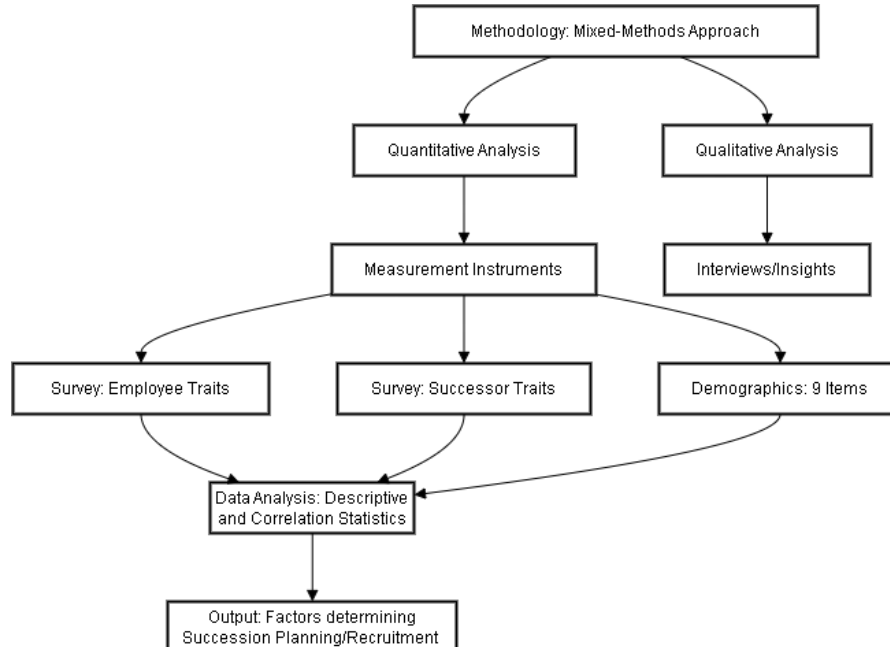 Methodology: Mixed-Methods Approach
Quantitative Analysis
Qualitative Analysis
Measurement Instruments
Interviews/Insights
Survey: Employee Traits
Survey: Successor Traits
Demographics: 9 Items
Data Analysis: Descriptive
and Correlation Statistics
Output: Factors determining
Succession Planning/Recruitment